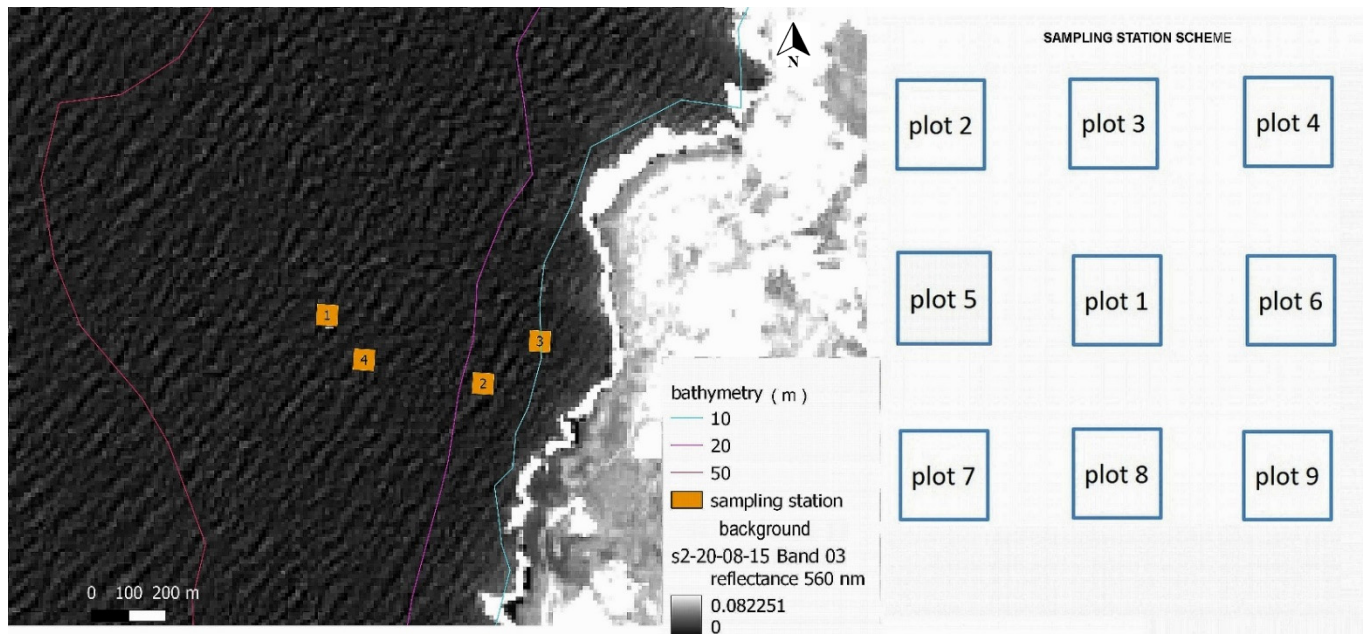 N
1
4
2
3
0 100 200 m
bathymetry ( m )
10
20
50
sampling station
background
s2-20-08-15 Band 03
reflectance 560 nm
0.082251
0
SAMPLING STATION SCHEME
plot 2
plot 3
plot 4
plot 5
plot 1
plot 6
plot 7
plot 8
plot 9